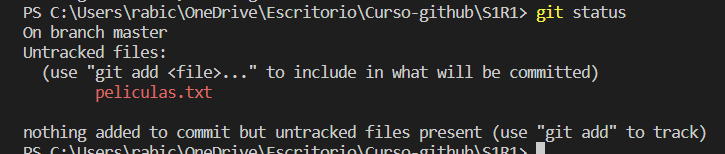 PS C:\Users\rabic\OneDrive\Escritorio\Curso-github\S1R1> git status
On branch master
Untracked files:
  (use "git add <file>..." to include in what will be committed)
        peliculas.txt

nothing added to commit but untracked files present (use "git add" to track)
PS C:\Users\rabic\OneDrive\Escritorio\Curso-github\S1R1>